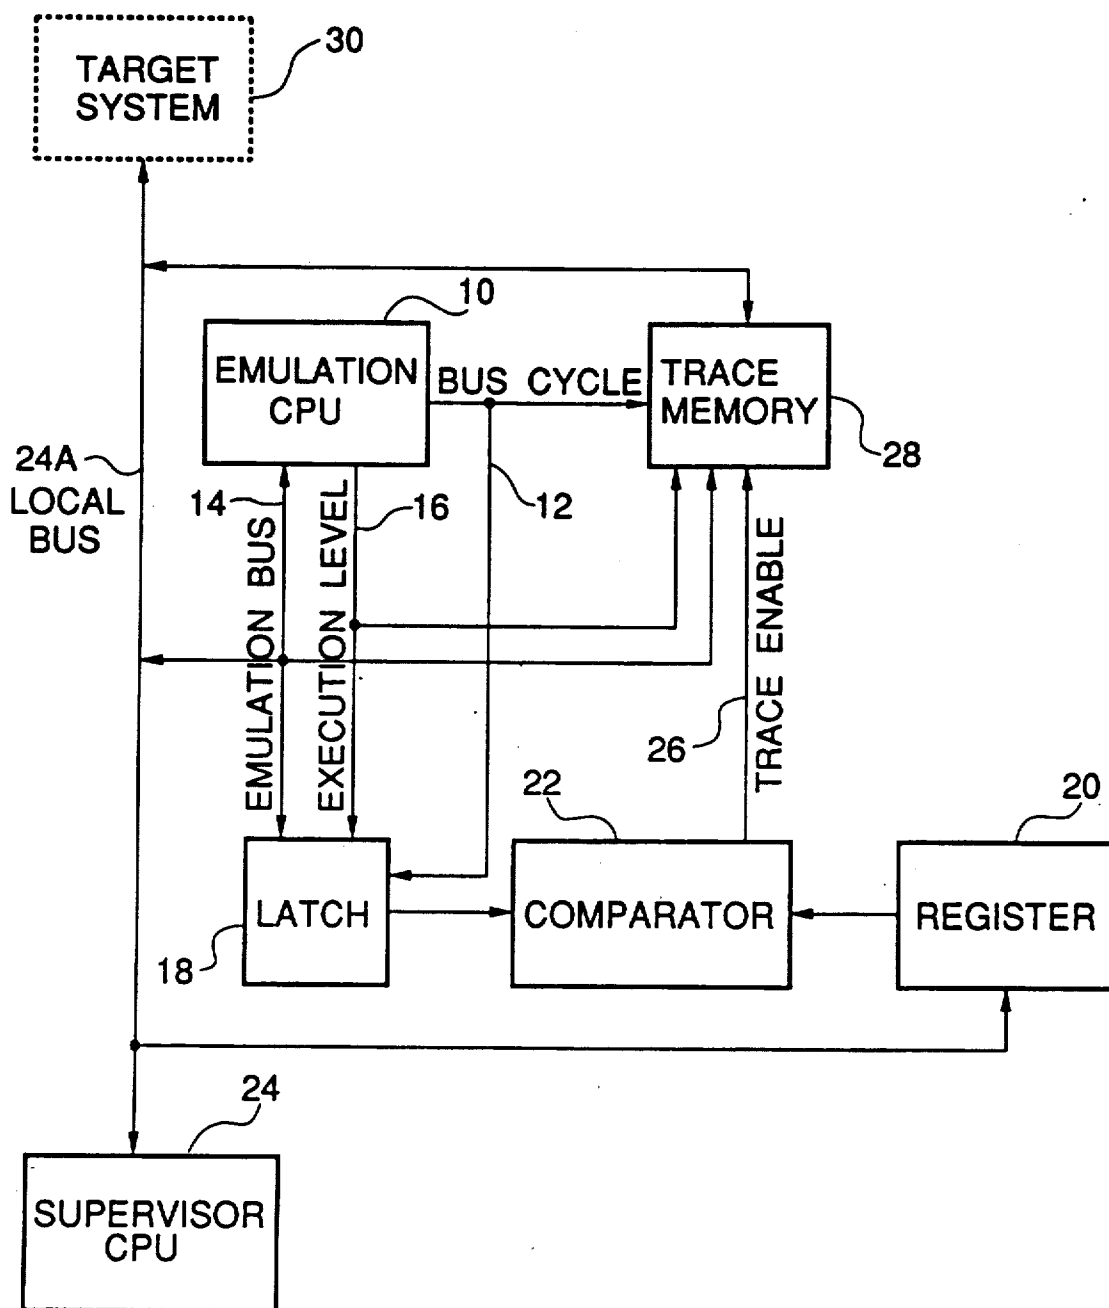 30
TARGET
SYSTEM
10
EMULATION
CPU
BUS CYCLE
TRACE
MEMORY
28
24A
LOCAL
BUS
14
16
12
EMULATION BUS
EXECUTION LEVEL
TRACE ENABLE
26
22
20
LATCH
COMPARATOR
REGISTER
18
24
SUPERVISOR
CPU